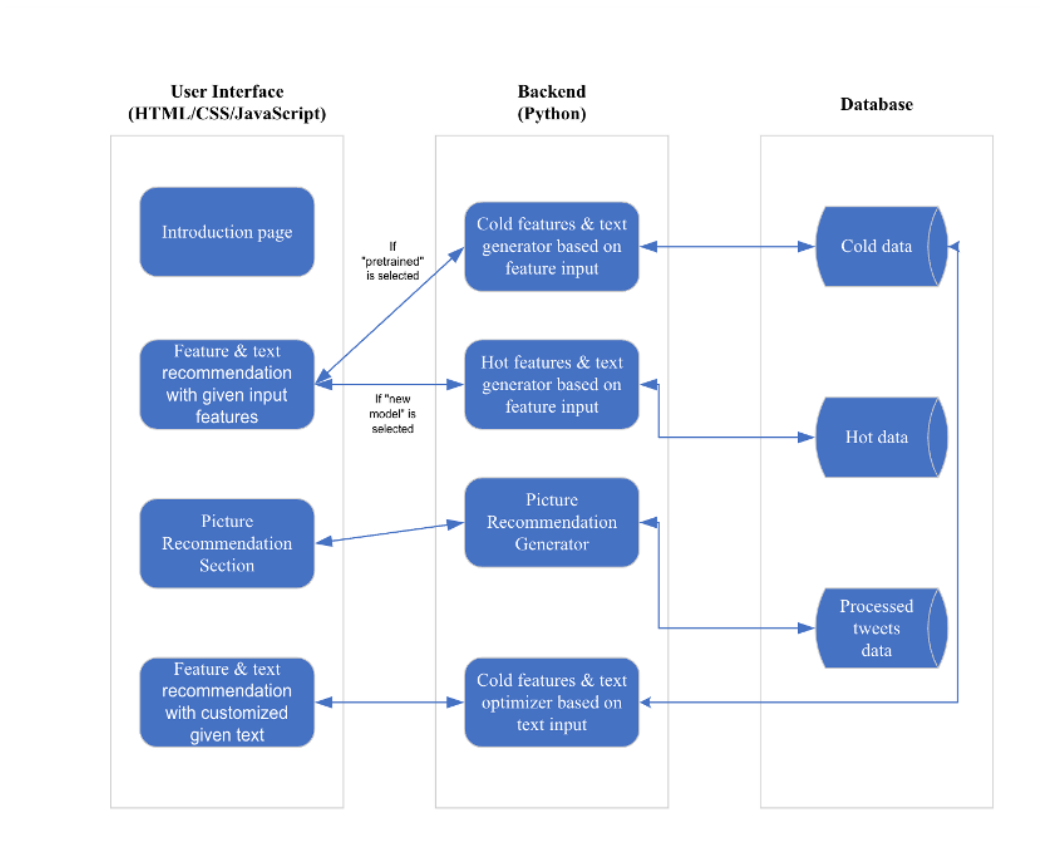 User Interface
(HTML/CSS/JavaScript)
Backend
(Python)
Database
Introduction page
Feature & text
recommendation
with given input
features
Picture
Recommendation
Section
Feature & text
recommendation
with customized
given text
If
"pretrained"
is selected
If "new
model" is
selected
Cold features & text
generator based on
feature input
Hot features & text
generator based on
feature input
Picture
Recommendation
Generator
Cold features & text
optimizer based on
text input
Cold data
Hot data
Processed
tweets
data